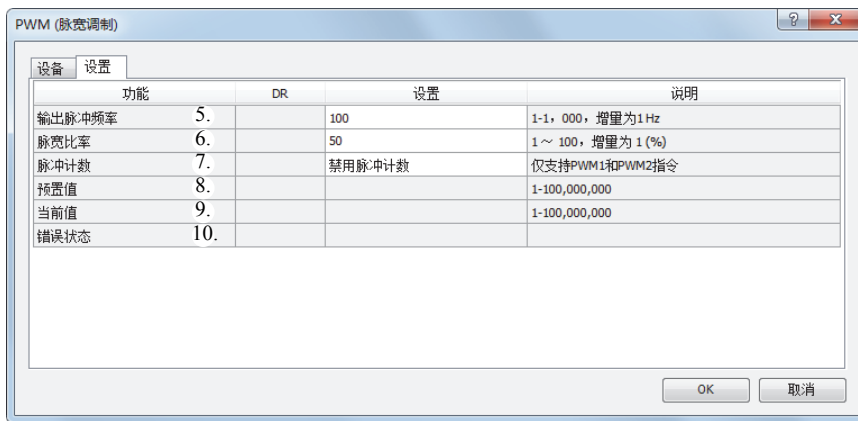 PWM (脉宽调制)
设备 设置
功能 DR 设置 说明
输出脉冲频率 5. 100 1-1，000，增量为1Hz
脉宽比率 6. 50 1～100，增量为 1 (%)
脉冲计数 7. 禁用脉冲计数 仅支持PWM1和PWM2指令
预置值 8. 1-100,000,000
当前值 9. 1-100,000,000
错误状态 10.
OK 取消